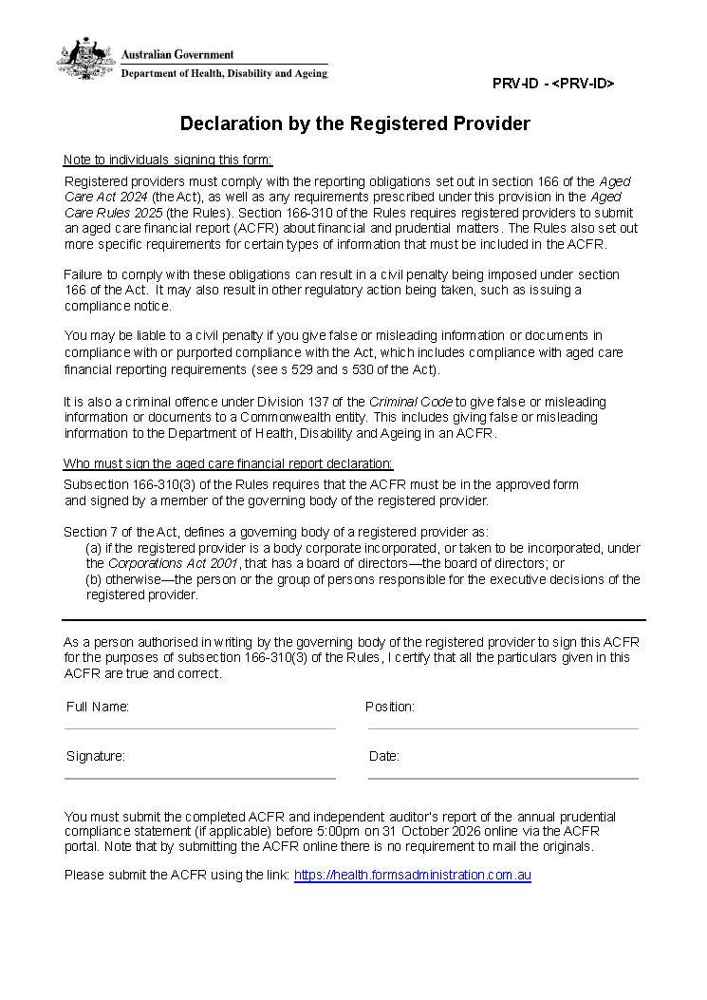 Australian Government
Department of Health, Disability and Ageing
PRV-ID - <PRV-ID>
Declaration by the Registered Provider
Note to individuals signing this form:
Registered providers must comply with the reporting obligations set out in section 166 of the Aged
Care Act 2024 (the Act), as well as any requirements prescribed under this provision in the Aged
Care Rules 2025 (the Rules). Section 166-310 of the Rules requires registered providers to submit
an aged care financial report (ACFR) about financial and prudential matters. The Rules also set out
more specific requirements for certain types of information that must be included in the ACFR.
Failure to comply with these obligations can result in a civil penalty being imposed under section
166 of the Act. It may also result in other regulatory action being taken, such as issuing a
compliance notice.
You may be liable to a civil penalty if you give false or misleading information or documents in
compliance with or purported compliance with the Act, which includes compliance with aged care
financial reporting requirements (see s 529 and s 530 of the Act).
It is also a criminal offence under Division 137 of the Criminal Code to give false or misleading
information or documents to a Commonwealth entity. This includes giving false or misleading
information to the Department of Health, Disability and Ageing in an ACFR.
Who must sign the aged care financial report declaration:
Subsection 166-310(3) of the Rules requires that the ACFR must be in the approved form
and signed by a member of the governing body of the registered provider.
Section 7 of the Act, defines a governing body of a registered provider as:
(a) if the registered provider is a body corporate incorporated, or taken to be incorporated, under
the Corporations Act 2001, that has a board of directors—the board of directors; or
(b) otherwise—the person or the group of persons responsible for the executive decisions of the
registered provider.
As a person authorised in writing by the governing body of the registered provider to sign this ACFR
for the purposes of subsection 166-310(3) of the Rules, I certify that all the particulars given in this
ACFR are true and correct.
Full Name: Position:
Signature: Date:
You must submit the completed ACFR and independent auditor's report of the annual prudential
compliance statement (if applicable) before 5:00pm on 31 October 2026 online via the ACFR
portal. Note that by submitting the ACFR online there is no requirement to mail the originals.
Please submit the ACFR using the link: https://health.formsadministration.com.au